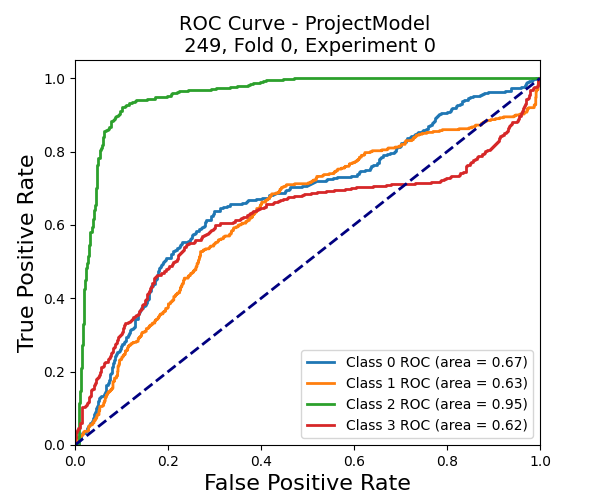 ROC Curve - ProjectModel
249, Fold 0, Experiment 0
True Positive Rate
1.0
0.8
0.6
0.4
0.2
0.0
Class 0 ROC (area = 0.67)
Class 1 ROC (area = 0.63)
Class 2 ROC (area = 0.95)
Class 3 ROC (area = 0.62)
0.0 0.2 0.4 0.6 0.8 1.0
False Positive Rate